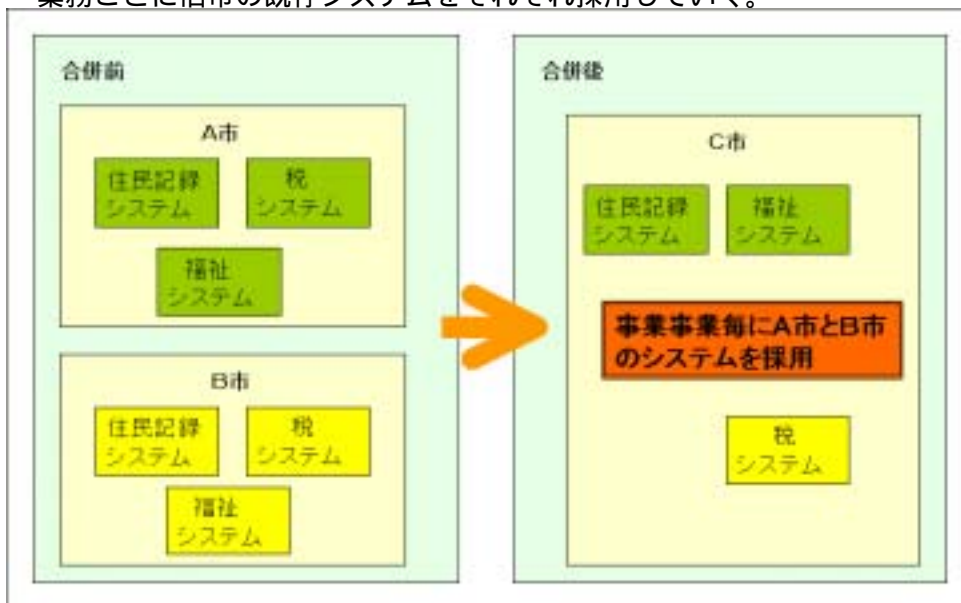 業務ごとに旧市の既存システムをそれぞれ採用していく。
合併前
A市
住民記録
システム
税
システム
福祉
システム
B市
住民記録
システム
税
システム
福祉
システム
合併後
C市
住民記録
システム
福祉
システム
事業事業毎にA市とB市
のシステムを採用
税
システム